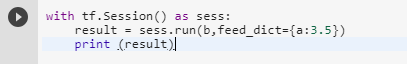 with tf.Session() as sess:
    result = sess.run(b,feed_dict={a:3.5})
    print (result)